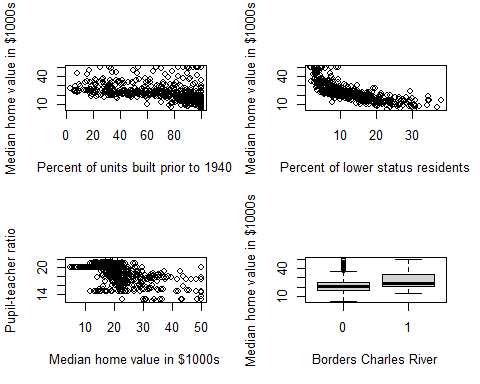 Median home value in $1000s
40
10
0 20 40 60 80
Percent of units built prior to 1940
Median home value in $1000s
40
10
10 20 30
Percent of lower status residents
Pupil-teacher ratio
20
14
10 20 30 40 50
Median home value in $1000s
Median home value in $1000s
40
10
0 1
Borders Charles River